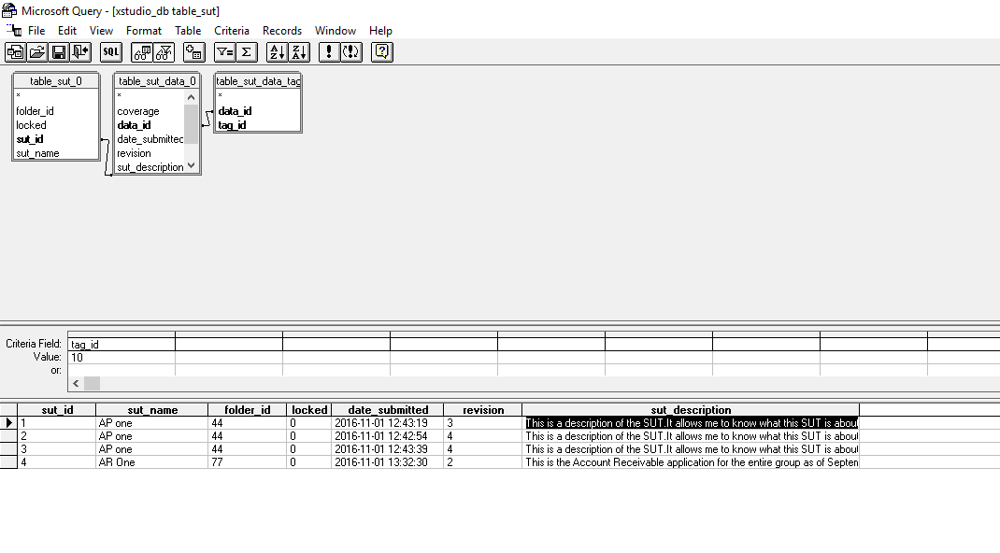 Microsoft Query - [xstudio_db table_sut]
File Edit View Format Table Criteria Records Window Help
SQL
table_sut_0
*
folder_id
locked
sut_id
sut_name
table_sut_data_0
*
coverage
data_id
date_submitted
revision
sut_description
table_sut_data_tag
*
data_id
tag_id
Criteria Field: tag_id
Value: 10
or:
sut_id sut_name folder_id locked date_submitted revision sut_description
1 AP one 44 0 2016-11-01 12:43:19 3 This is a description of the SUT.It allows me to know what this SUT is about
2 AP one 44 0 2016-11-01 12:42:54 4 This is a description of the SUT.It allows me to know what this SUT is about
3 AP one 44 0 2016-11-01 12:43:39 4 This is a description of the SUT.It allows me to know what this SUT is about
4 AR One 77 0 2016-11-01 13:32:30 2 This is the Account Receivable application for the entire group as of Septen